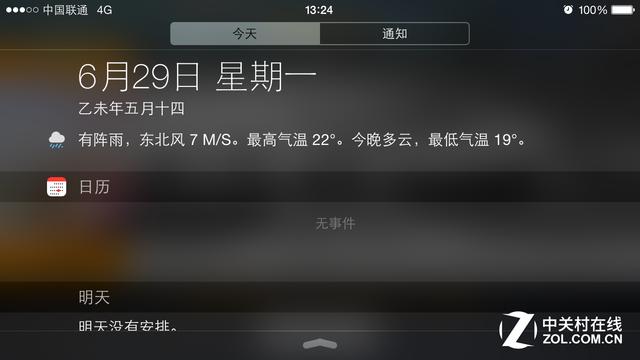 中国联通 4G 13:24 100%
今天 通知
6月29日 星期一
乙未年五月十四
有阵雨，东北风 7 M/S。最高气温 22°。今晚多云，最低气温 19°。
日历
无事件
明天
明天没有安排。
Z 中关村在线
ZOL.COM.CN